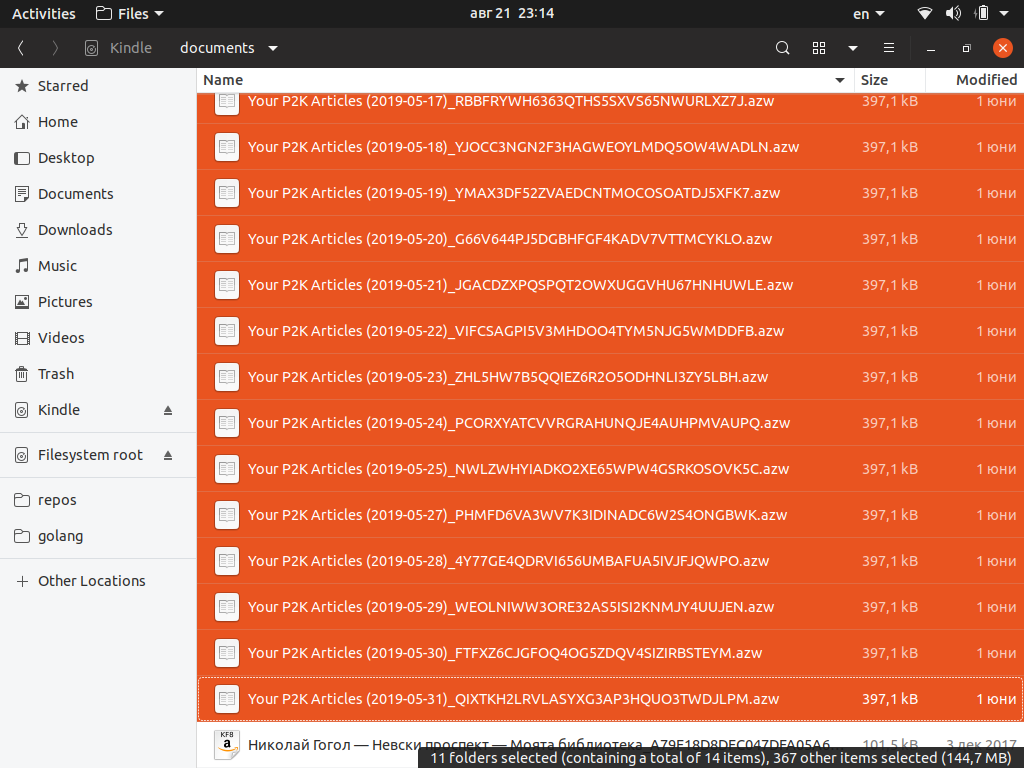 Activities Files авг 21 23:14 en
Kindle documents
Name Size Modified
Starred
Home
Desktop
Documents
Downloads
Music
Pictures
Videos
Trash
Kindle
Filesystem root
repos
golang
Other Locations
Your P2K Articles (2019-05-17)_RBBFRYWH6363QTHS5SXVS65NWURLXZ7J.azw 397,1 kB 1 юни
Your P2K Articles (2019-05-18)_YJOCC3NGN2F3HAGWEOYLMDQ5OW4WADLN.azw 397,1 kB 1 юни
Your P2K Articles (2019-05-19)_YMAX3DF52ZVAEDCNTMOCOSOATDJ5XFK7.azw 397,1 kB 1 юни
Your P2K Articles (2019-05-20)_G66V644PJ5DGBHFGF4KADV7VTTMCYKLO.azw 397,1 kB 1 юни
Your P2K Articles (2019-05-21)_JGACDZXPQSPQT2OWXUGGVHU67HNHUWLE.azw 397,1 kB 1 юни
Your P2K Articles (2019-05-22)_VIFCSAGPI5V3MHDOO4TYM5NJG5WMDDFB.azw 397,1 kB 1 юни
Your P2K Articles (2019-05-23)_ZHL5HW7B5QQIEZ6R2O5ODHNLI3ZY5LBH.azw 397,1 kB 1 юни
Your P2K Articles (2019-05-24)_PCORXYATCVVRGRAHUNQJE4AUHPMVAUPQ.azw 397,1 kB 1 юни
Your P2K Articles (2019-05-25)_NWLZWHYIADKO2XE65WPW4GSRKOSOVK5C.azw 397,1 kB 1 юни
Your P2K Articles (2019-05-27)_PHMFD6VA3WV7K3IDINADC6W2S4ONGBWK.azw 397,1 kB 1 юни
Your P2K Articles (2019-05-28)_4Y77GE4QDRVI656UMBAFUA5IVJFJQWPO.azw 397,1 kB 1 юни
Your P2K Articles (2019-05-29)_WEOLNIWW3ORE32AS5ISI2KNMJY4UUJEN.azw 397,1 kB 1 юни
Your P2K Articles (2019-05-30)_FTFXZ6CJGFOQ4OG5ZDQV4SIZIRBSTEYM.azw 397,1 kB 1 юни
Your P2K Articles (2019-05-31)_QIXTKH2LRVLASYXG3AP3HQUO3TWDJLPM.azw 397,1 kB 1 юни
KF8 a Николай Гогол — Невски проспект — Моята библиотека_A79E18D8DEC047DFA05A6... 101,5 kB 3 дек 2017
11 folders selected (containing a total of 14 items), 367 other items selected (144,7 MB)